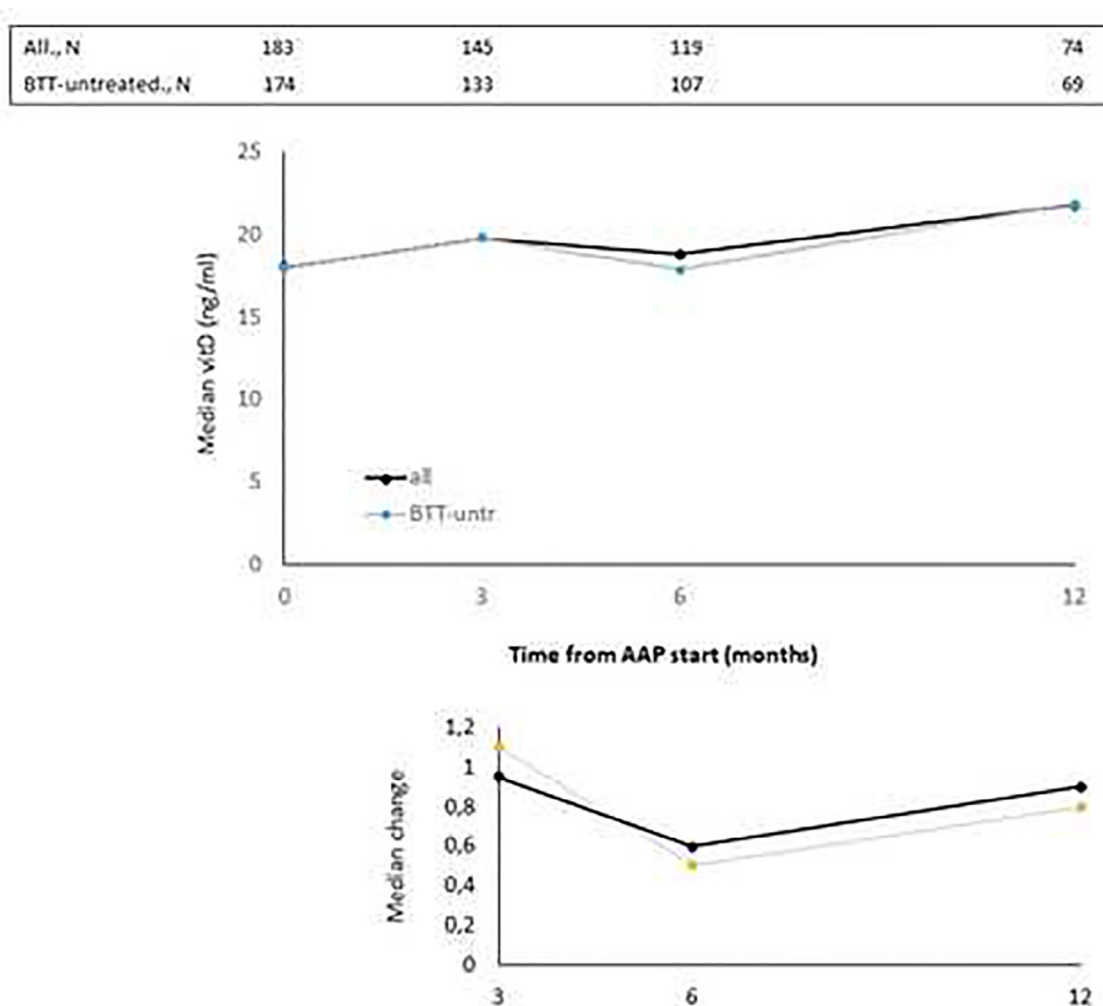 All., N 183 145 119 74
BTT-untreated., N 174 133 107 69
25
20
15
10
5
0
Median vitD (ng/ml)
all
BTT-untr
0 3 6 12
Time from AAP start (months)
1,2
1
0,8
0,6
0,4
0,2
0
Median change
3 6 12